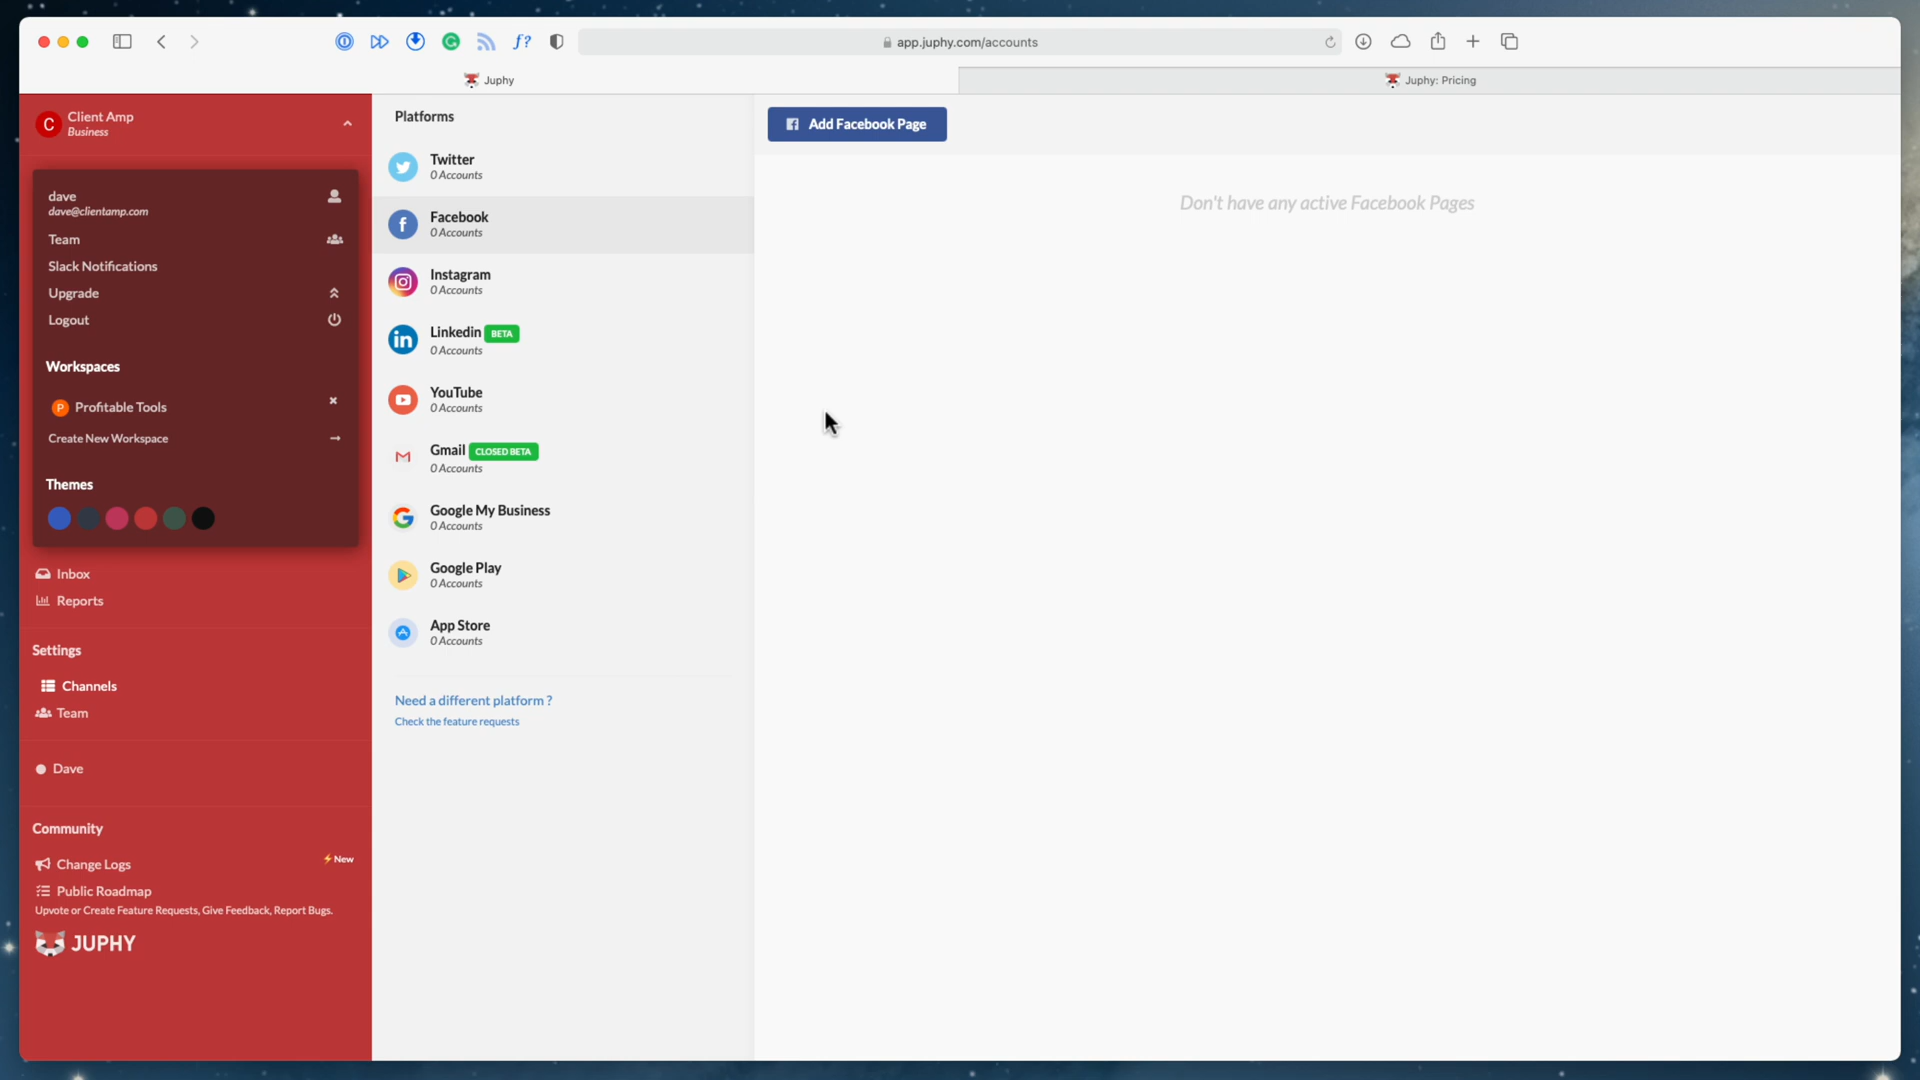 app.juphy.com/accounts
Juphy
Juphy: Pricing
C
Client Amp
Business
dave
dave@clientamp.com
Team
Slack Notifications
Upgrade
Logout
Workspaces
P Profitable Tools
Create New Workspace
Themes
Inbox
Reports
Settings
Channels
Team
Dave
Community
Change Logs
⚡New
Public Roadmap
Upvote or Create Feature Requests, Give Feedback, Report Bugs.
JUPHY
Platforms
Twitter
0 Accounts
Facebook
0 Accounts
Instagram
0 Accounts
Linkedin BETA
0 Accounts
YouTube
0 Accounts
Gmail CLOSED BETA
0 Accounts
Google My Business
0 Accounts
Google Play
0 Accounts
App Store
0 Accounts
Need a different platform ?
Check the feature requests
Add Facebook Page
Don't have any active Facebook Pages